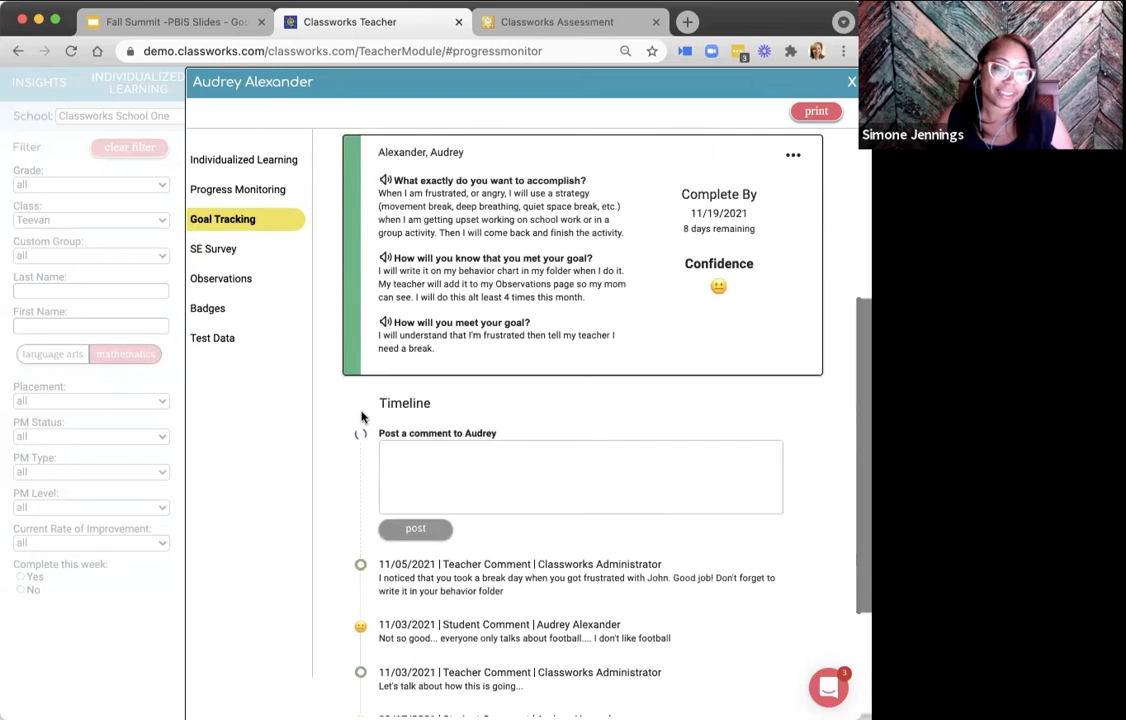 Fall Summit -PBIS Slides - Go
Classworks Teacher
Classworks Assessment
demo.classworks.com/classworks.com/TeacherModule/#progressmonitor
3
INSIGHTS
INDIVIDUALIZED
LEARNING
Audrey Alexander
X
Simone Jennings
School: Classworks School One
print
Filter
clear filter
Grade:
all
Class:
Teevan
Custom Group:
all
Last Name:
First Name:
language arts
mathematics
Placement:
all
PM Status:
all
PM Type:
all
PM Level:
all
Current Rate of Improvement:
all
Complete this week:
Yes
No
Individualized Learning
Progress Monitoring
Goal Tracking
SE Survey
Observations
Badges
Test Data
Alexander, Audrey
What exactly do you want to accomplish?
When I am frustrated, or angry, I will use a strategy
(movement break, deep breathing, quiet space break, etc.)
when I am getting upset working on school work or in a
group activity. Then I will come back and finish the activity.
How will you know that you met your goal?
I will write it on my behavior chart in my folder when I do it.
My teacher will add it to my Observations page so my mom
can see. I will do this alt least 4 times this month.
How will you meet your goal?
I will understand that I'm frustrated then tell my teacher I
need a break.
Complete By
11/19/2021
8 days remaining
Confidence
Timeline
Post a comment to Audrey
post
11/05/2021 | Teacher Comment | Classworks Administrator
I noticed that you took a break day when you got frustrated with John. Good job! Don't forget to
write it in your behavior folder
11/03/2021 | Student Comment | Audrey Alexander
Not so good... everyone only talks about football.... I don't like football
11/03/2021 | Teacher Comment | Classworks Administrator
Let's talk about how this is going...
3